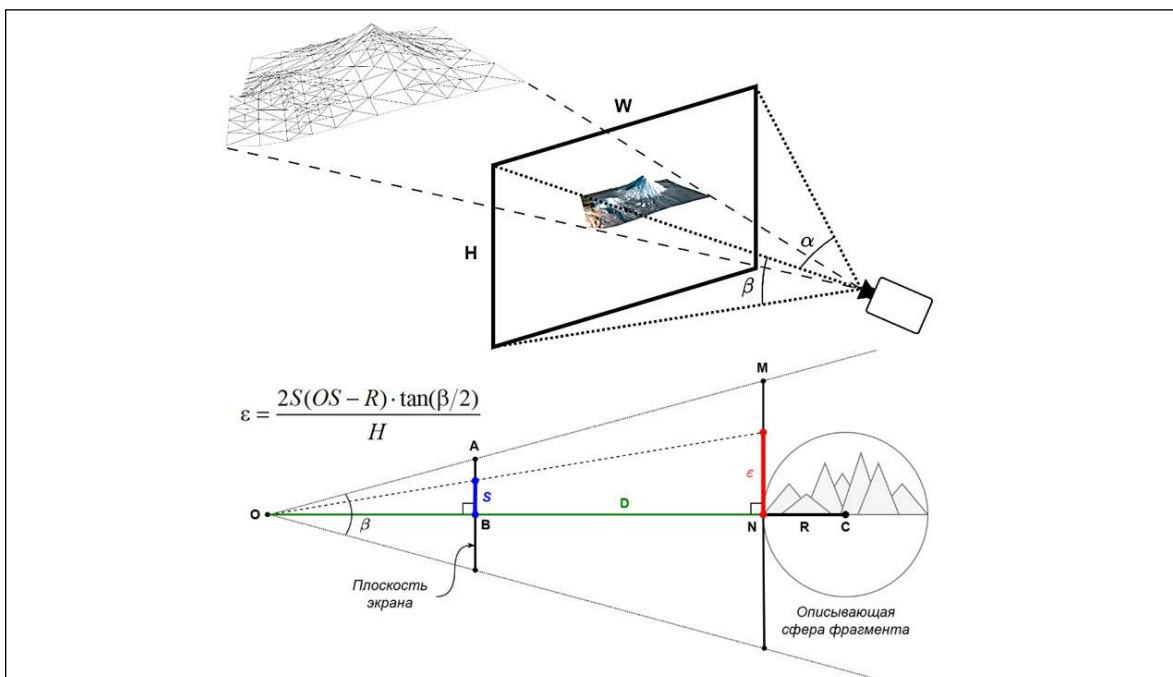 W
H
α
β
ε = 2S(OS − R) · tan(β/2) / H
M
A
S
ε
O
β
B
D
N
R
C
Плоскость
экрана
Описывающая
сфера фрагмента